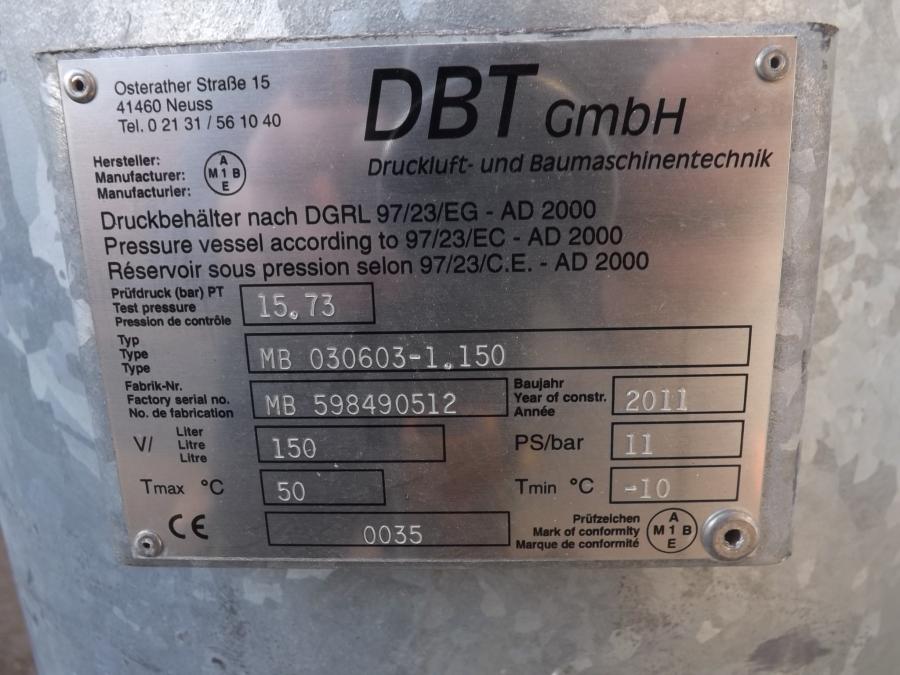 Osterather Straße 15
41460 Neuss
Tel. 0 21 31 / 56 10 40
DBT GmbH
Druckluft- und Baumaschinentechnik
Hersteller:
Manufacturer:
Manufacturier:
A
M 1 B
E
Druckbehälter nach DGRL 97/23/EG - AD 2000
Pressure vessel according to 97/23/EC - AD 2000
Réservoir sous pression selon 97/23/C.E. - AD 2000
Prüfdruck (bar) PT
Test pressure
Pression de contrôle
15,73
Typ
Type
Type
MB 030603-1.150
Fabrik-Nr.
Factory serial no.
No. de fabrication
MB 598490512
Baujahr
Year of constr.
Année
2011
V/
Liter
Litre
Litre
150
PS/bar
11
Tmax °C
50
Tmin °C
-10
CE
0035
Prüfzeichen
Mark of conformity
Marque de conformité
A
M 1 B
E